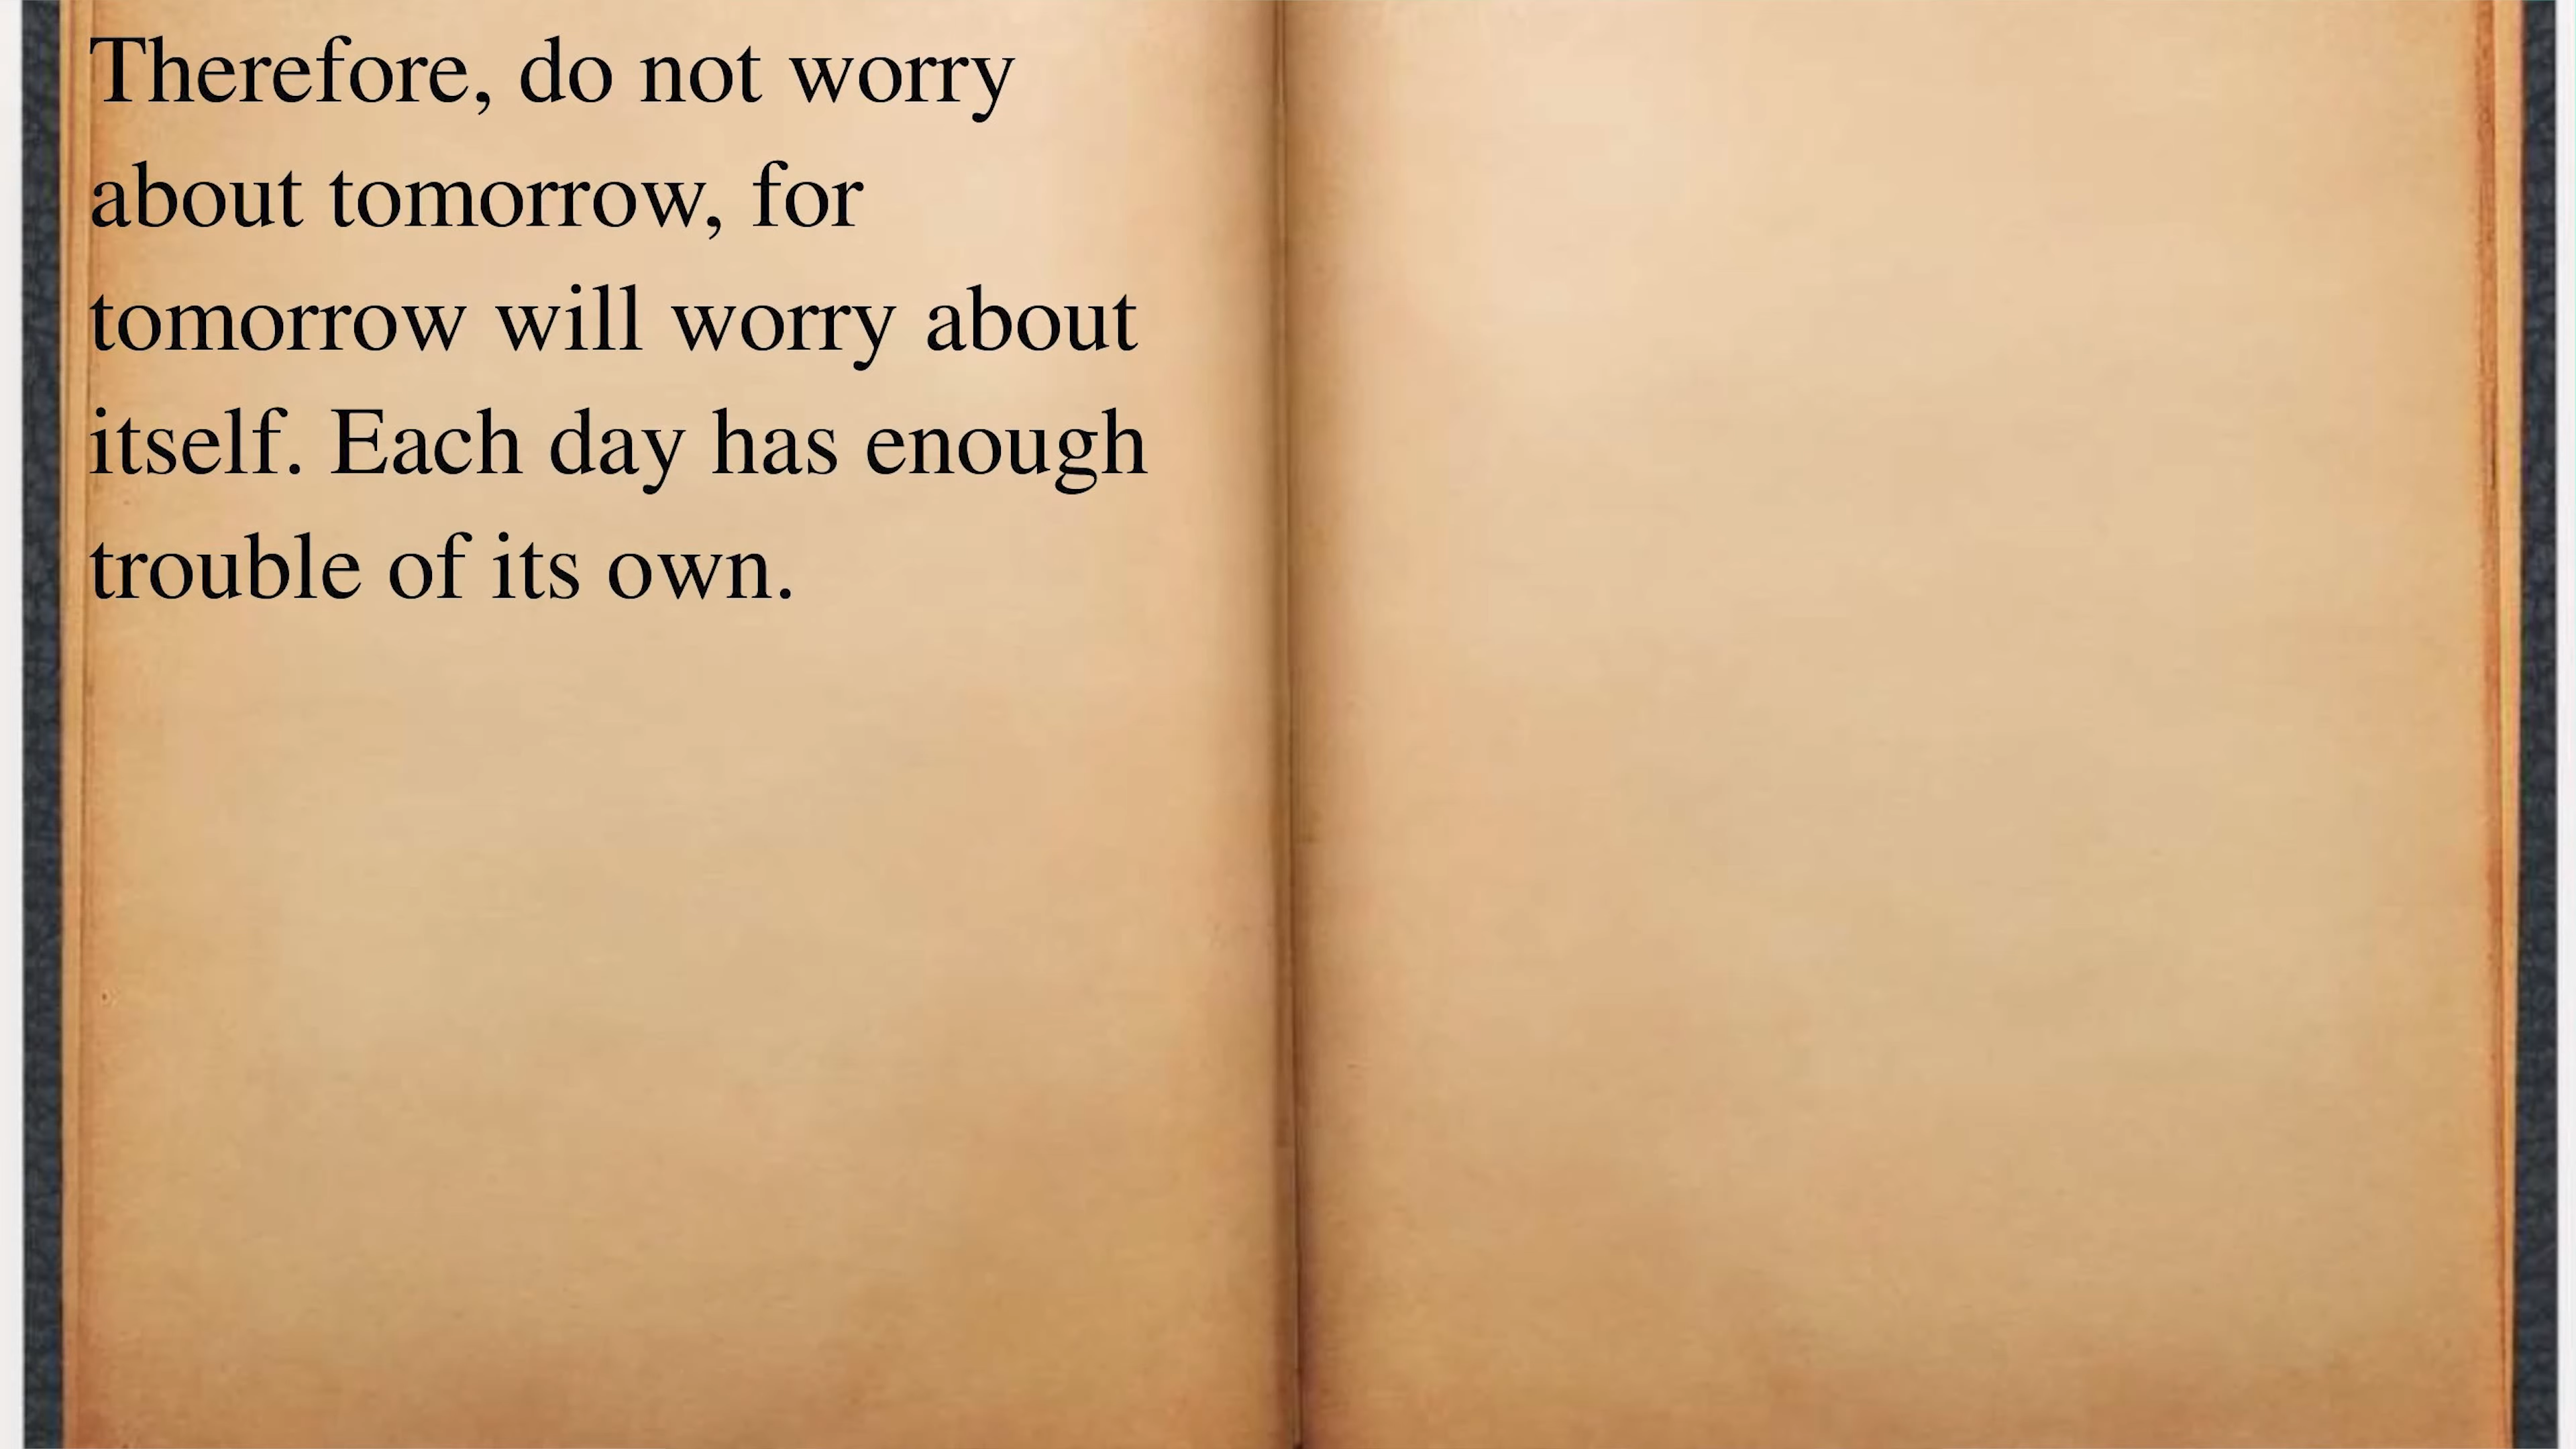 Therefore, do not worry
about tomorrow, for
tomorrow will worry about
itself. Each day has enough
trouble of its own.